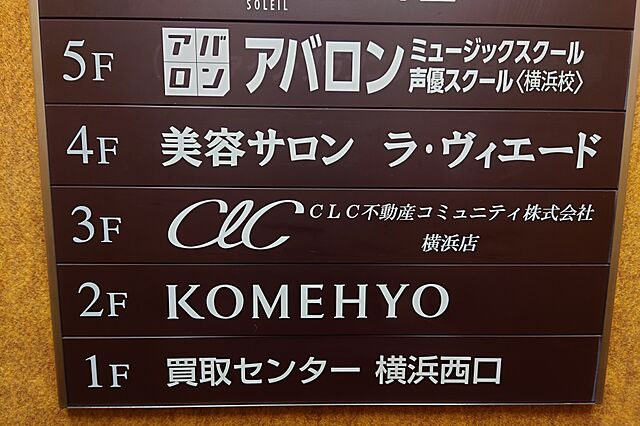 SOLEIL
5F アバロン アバロン ミュージックスクール
声優スクール〈横浜校〉
4F 美容サロン ラ・ヴィエード
3F CLC CLC不動産コミュニティ株式会社
横浜店
2F KOMEHYO
1F 買取センター 横浜西口